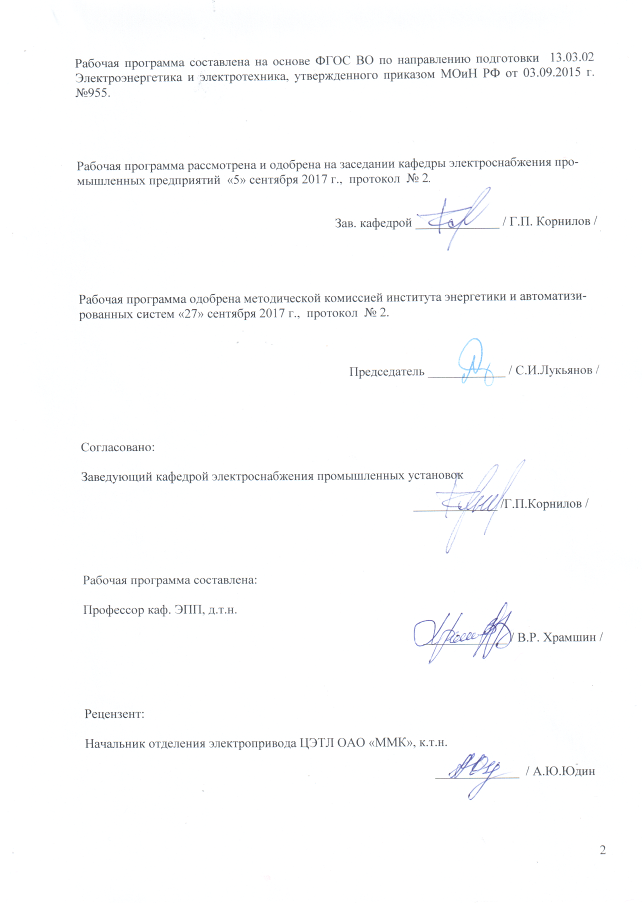 Рабочая программа составлена на основе ФГОС ВО по направлению подготовки 13.03.02
Электроэнергетика и электротехника, утвержденного приказом МОиН РФ от 03.09.2015 г.
№955.
Рабочая программа рассмотрена и одобрена на заседании кафедры электроснабжения про-
мышленных предприятий «5» сентября 2017 г., протокол № 2.
Зав. кафедрой ____________ / Г.П. Корнилов /
Рабочая программа одобрена методической комиссией института энергетики и автоматизи-
рованных систем «27» сентября 2017 г., протокол № 2.
Председатель ____________ / С.И.Лукьянов /
Согласовано:
Заведующий кафедрой электроснабжения промышленных установок
____________ /Г.П.Корнилов /
Рабочая программа составлена:
Профессор каф. ЭПП, д.т.н.
____________ / В.Р. Храмшин /
Рецензент:
Начальник отделения электропривода ЦЭТЛ ОАО «ММК», к.т.н.
____________ / А.Ю.Юдин
2